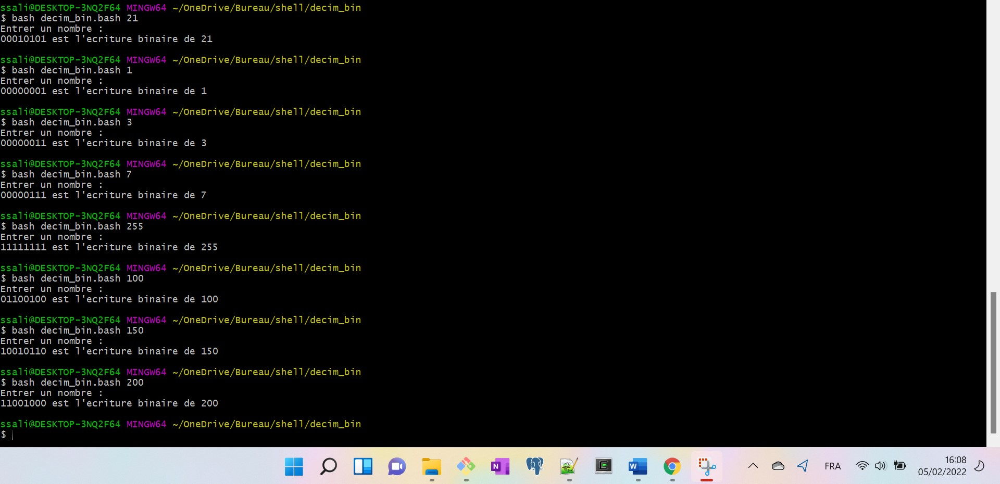 ssali@DESKTOP-3NQ2F64 MINGW64 ~/OneDrive/Bureau/shell/decim_bin
$ bash decim_bin.bash 21
Entrer un nombre :
00010101 est l'ecriture binaire de 21
ssali@DESKTOP-3NQ2F64 MINGW64 ~/OneDrive/Bureau/shell/decim_bin
$ bash decim_bin.bash 1
Entrer un nombre :
00000001 est l'ecriture binaire de 1
ssali@DESKTOP-3NQ2F64 MINGW64 ~/OneDrive/Bureau/shell/decim_bin
$ bash decim_bin.bash 3
Entrer un nombre :
00000011 est l'ecriture binaire de 3
ssali@DESKTOP-3NQ2F64 MINGW64 ~/OneDrive/Bureau/shell/decim_bin
$ bash decim_bin.bash 7
Entrer un nombre :
00000111 est l'ecriture binaire de 7
ssali@DESKTOP-3NQ2F64 MINGW64 ~/OneDrive/Bureau/shell/decim_bin
$ bash decim_bin.bash 255
Entrer un nombre :
11111111 est l'ecriture binaire de 255
ssali@DESKTOP-3NQ2F64 MINGW64 ~/OneDrive/Bureau/shell/decim_bin
$ bash decim_bin.bash 100
Entrer un nombre :
01100100 est l'ecriture binaire de 100
ssali@DESKTOP-3NQ2F64 MINGW64 ~/OneDrive/Bureau/shell/decim_bin
$ bash decim_bin.bash 150
Entrer un nombre :
10010110 est l'ecriture binaire de 150
ssali@DESKTOP-3NQ2F64 MINGW64 ~/OneDrive/Bureau/shell/decim_bin
$ bash decim_bin.bash 200
Entrer un nombre :
11001000 est l'ecriture binaire de 200
ssali@DESKTOP-3NQ2F64 MINGW64 ~/OneDrive/Bureau/shell/decim_bin
$
N
W
FRA
16:08
05/02/2022